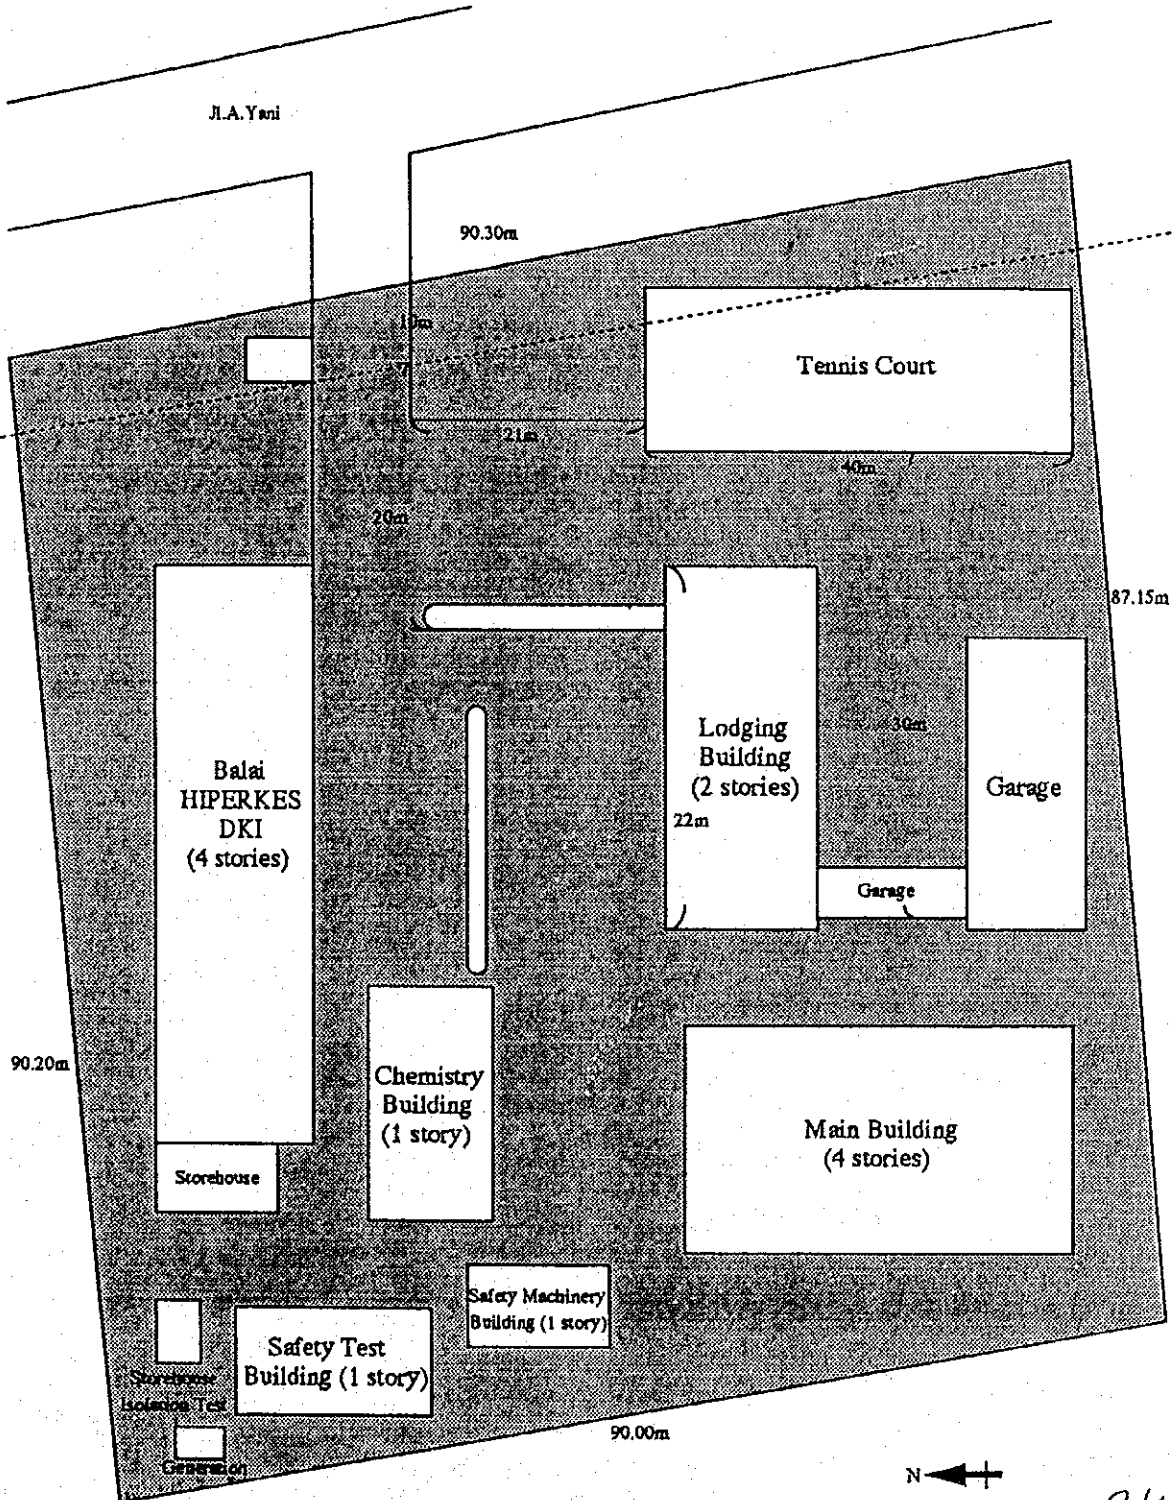 Jl.A.Yani
90.30m
10m
Tennis Court
21m
40m
20m
87.15m
Lodging
Building
(2 stories)
30m
Balai
HIPERKES
DKI
(4 stories)
Garage
22m
Garage
90.20m
Chemistry
Building
(1 story)
Main Building
(4 stories)
Storehouse
Safety Machinery
Building (1 story)
Safety Test
Building (1 story)
Storehouse
Isolation Test
90.00m
Generation
N